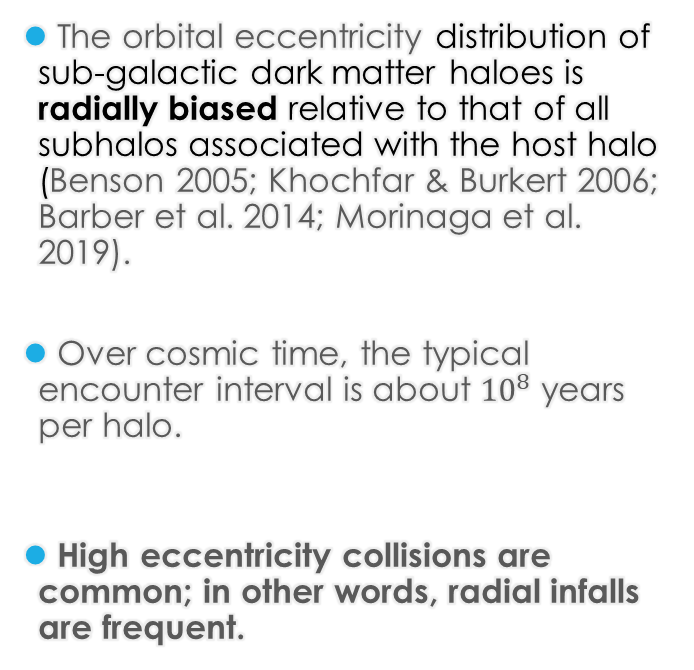 ● The orbital eccentricity distribution of
sub-galactic dark matter haloes is
radially biased relative to that of all
subhalos associated with the host halo
(Benson 2005; Khochfar & Burkert 2006;
Barber et al. 2014; Morinaga et al.
2019).
● Over cosmic time, the typical
encounter interval is about 10⁸ years
per halo.
● High eccentricity collisions are
common; in other words, radial infalls
are frequent.